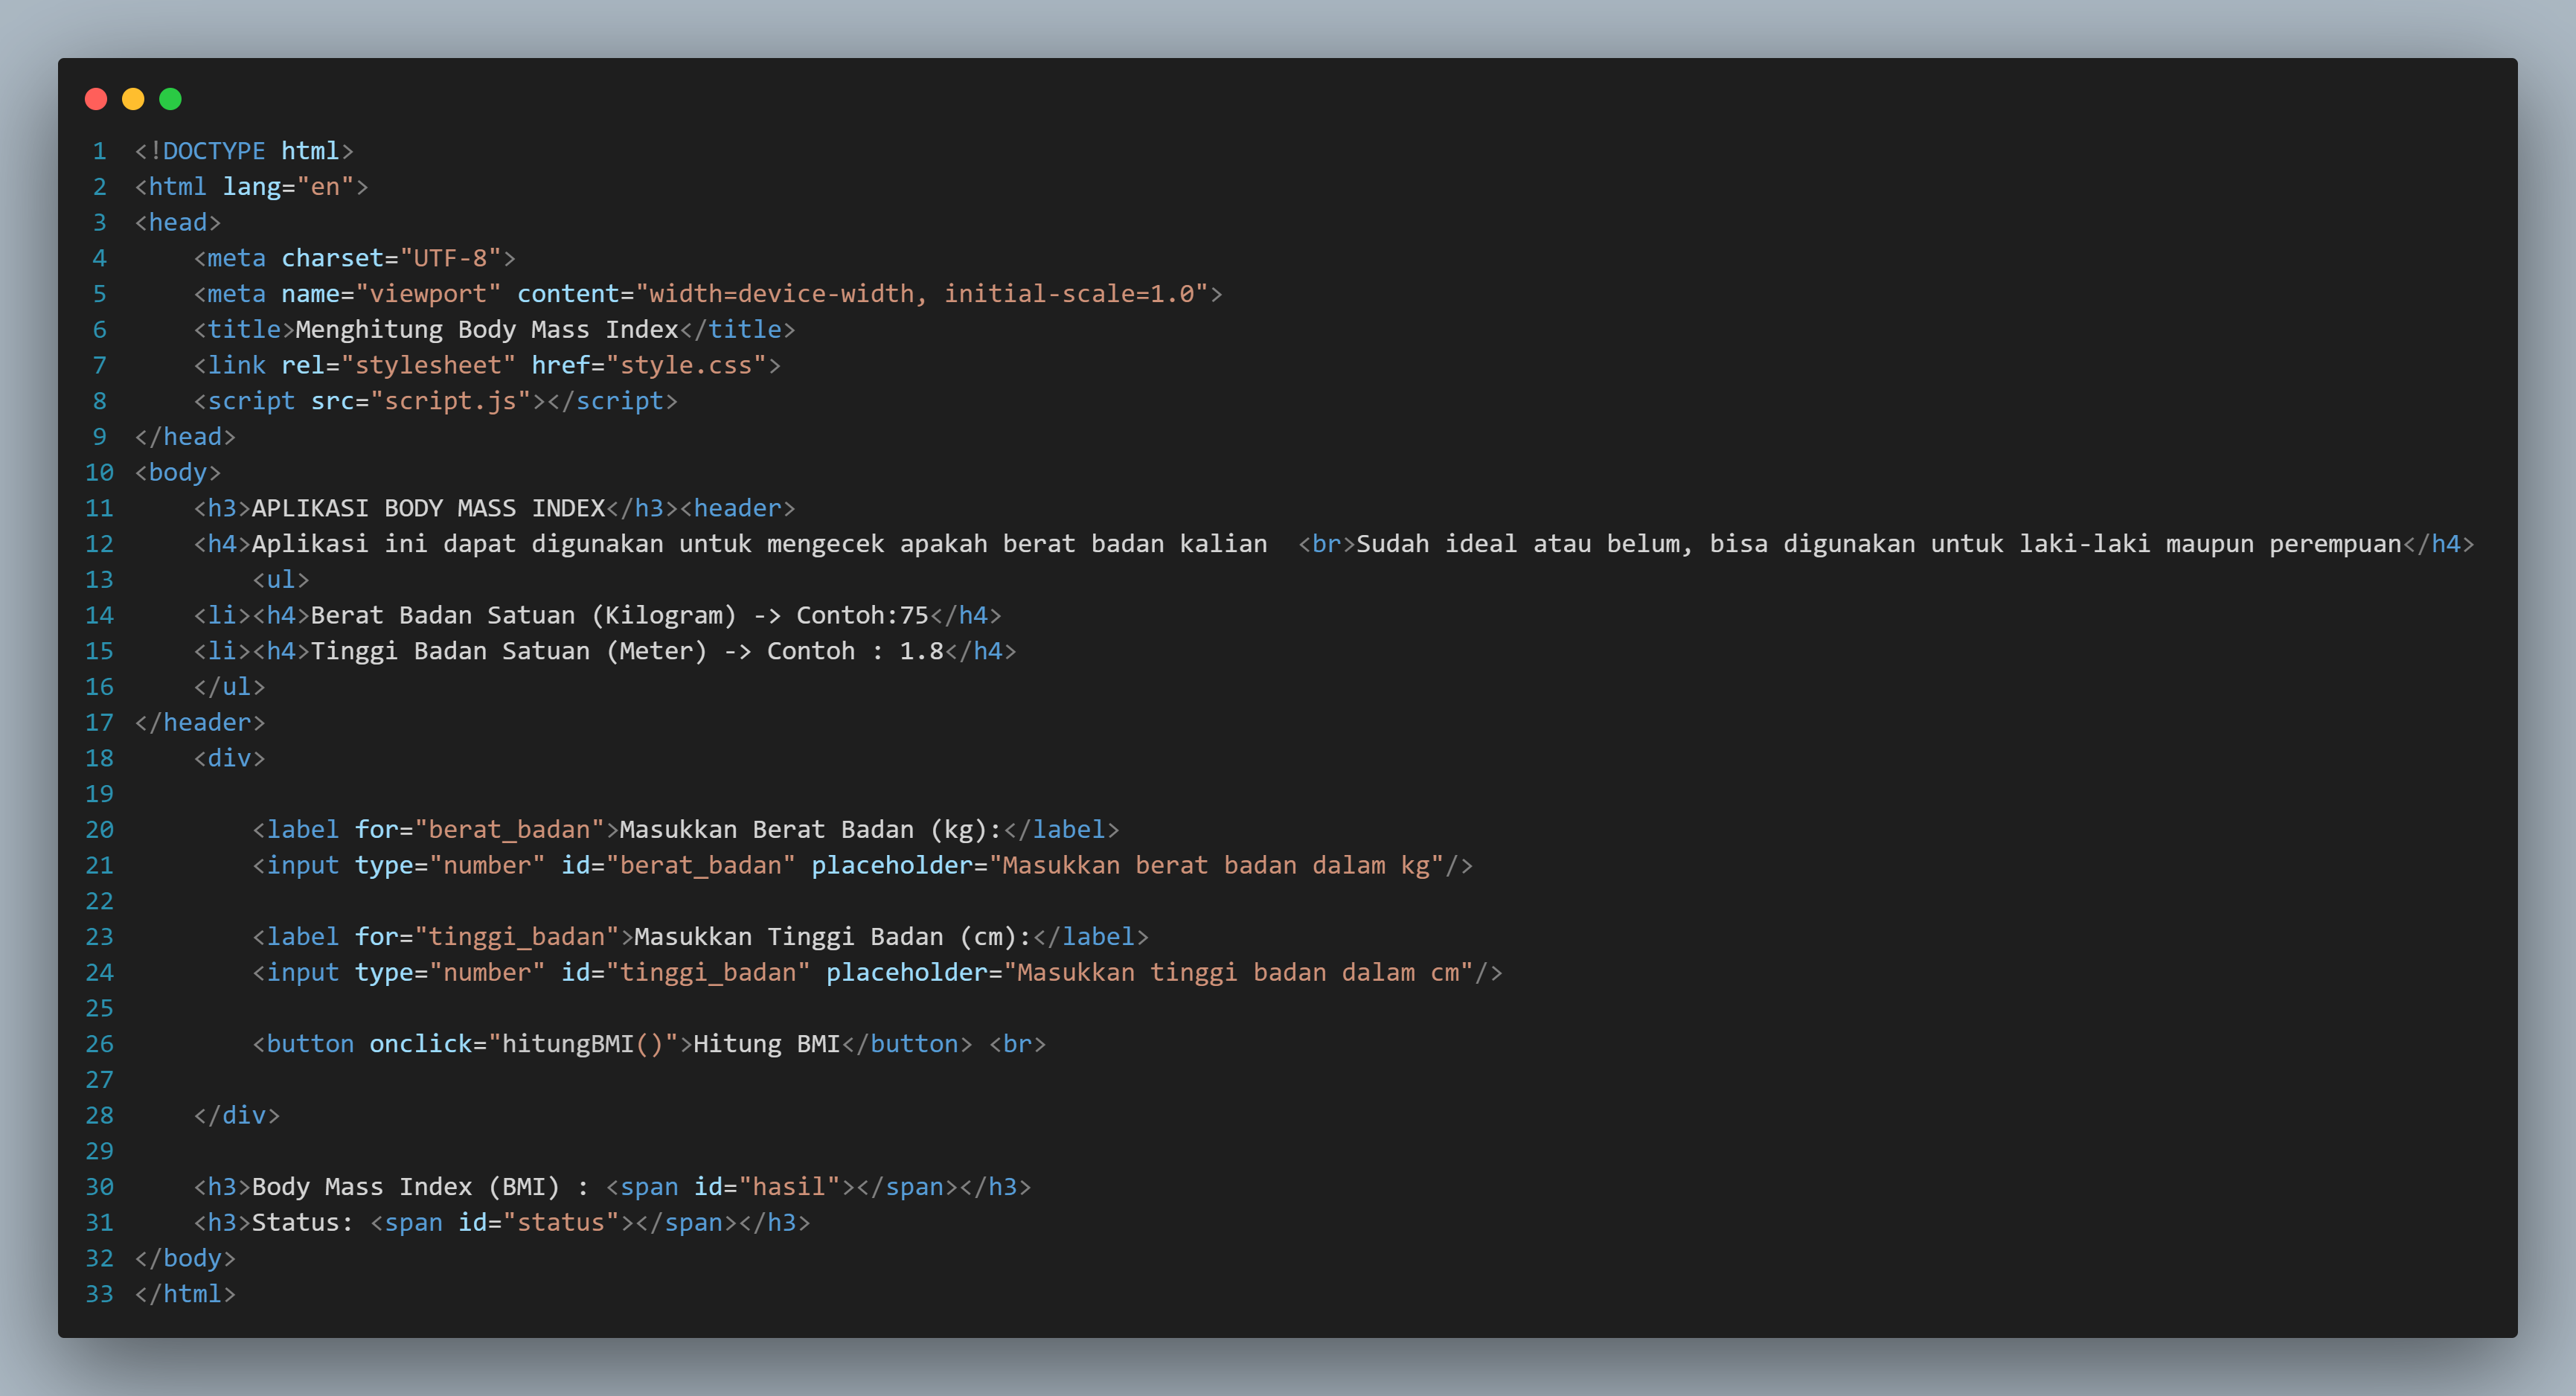 1 <!DOCTYPE html>
2 <html lang="en">
3 <head>
4     <meta charset="UTF-8">
5     <meta name="viewport" content="width=device-width, initial-scale=1.0">
6     <title>Menghitung Body Mass Index</title>
7     <link rel="stylesheet" href="style.css">
8     <script src="script.js"></script>
9 </head>
10 <body>
11     <h3>APLIKASI BODY MASS INDEX</h3><header>
12     <h4>Aplikasi ini dapat digunakan untuk mengecek apakah berat badan kalian  <br>Sudah ideal atau belum, bisa digunakan untuk laki-laki maupun perempuan</h4>
13         <ul>
14     <li><h4>Berat Badan Satuan (Kilogram) -> Contoh:75</h4>
15     <li><h4>Tinggi Badan Satuan (Meter) -> Contoh : 1.8</h4>
16     </ul>
17 </header>
18     <div>
19
20         <label for="berat_badan">Masukkan Berat Badan (kg):</label>
21         <input type="number" id="berat_badan" placeholder="Masukkan berat badan dalam kg"/>
22
23         <label for="tinggi_badan">Masukkan Tinggi Badan (cm):</label>
24         <input type="number" id="tinggi_badan" placeholder="Masukkan tinggi badan dalam cm"/>
25
26         <button onclick="hitungBMI()">Hitung BMI</button> <br>
27
28     </div>
29
30     <h3>Body Mass Index (BMI) : <span id="hasil"></span></h3>
31     <h3>Status: <span id="status"></span></h3>
32 </body>
33 </html>